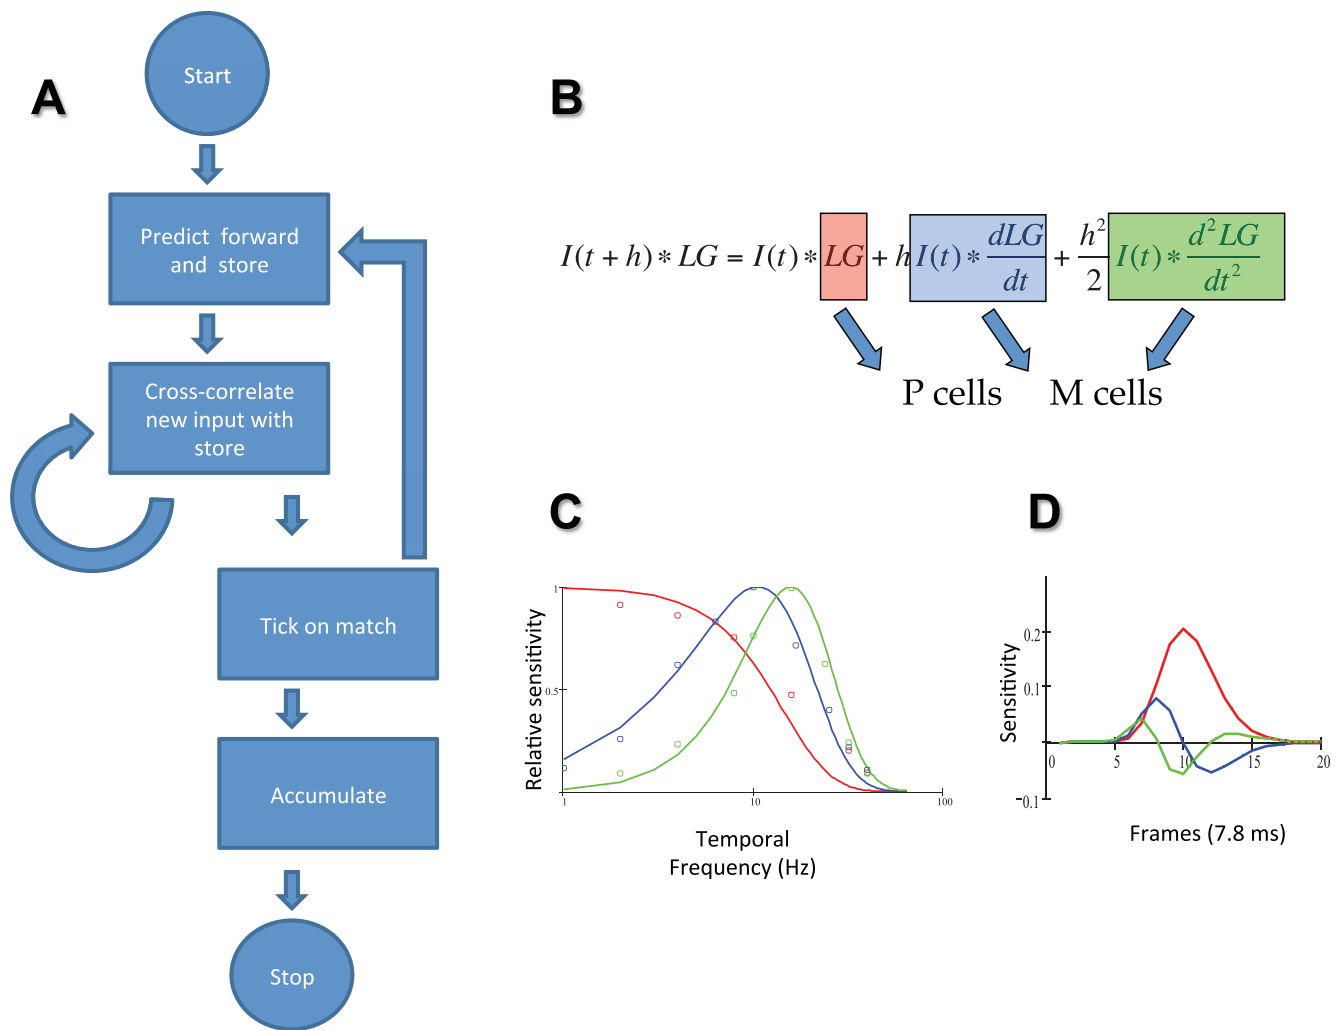 A
Start
Predict forward
and store
Cross-correlate
new input with
store
Tick on match
Accumulate
Stop
B
I(t + h) * LG = I(t) * LG + h I(t) * dLG/dt + h²/2 I(t) * d²LG/dt²
P cells
M cells
C
Relative sensitivity
1
0.5
1
10
100
Temporal
Frequency (Hz)
D
Sensitivity
0.2
0.1
0
5
10
15
20
-0.1
Frames (7.8 ms)